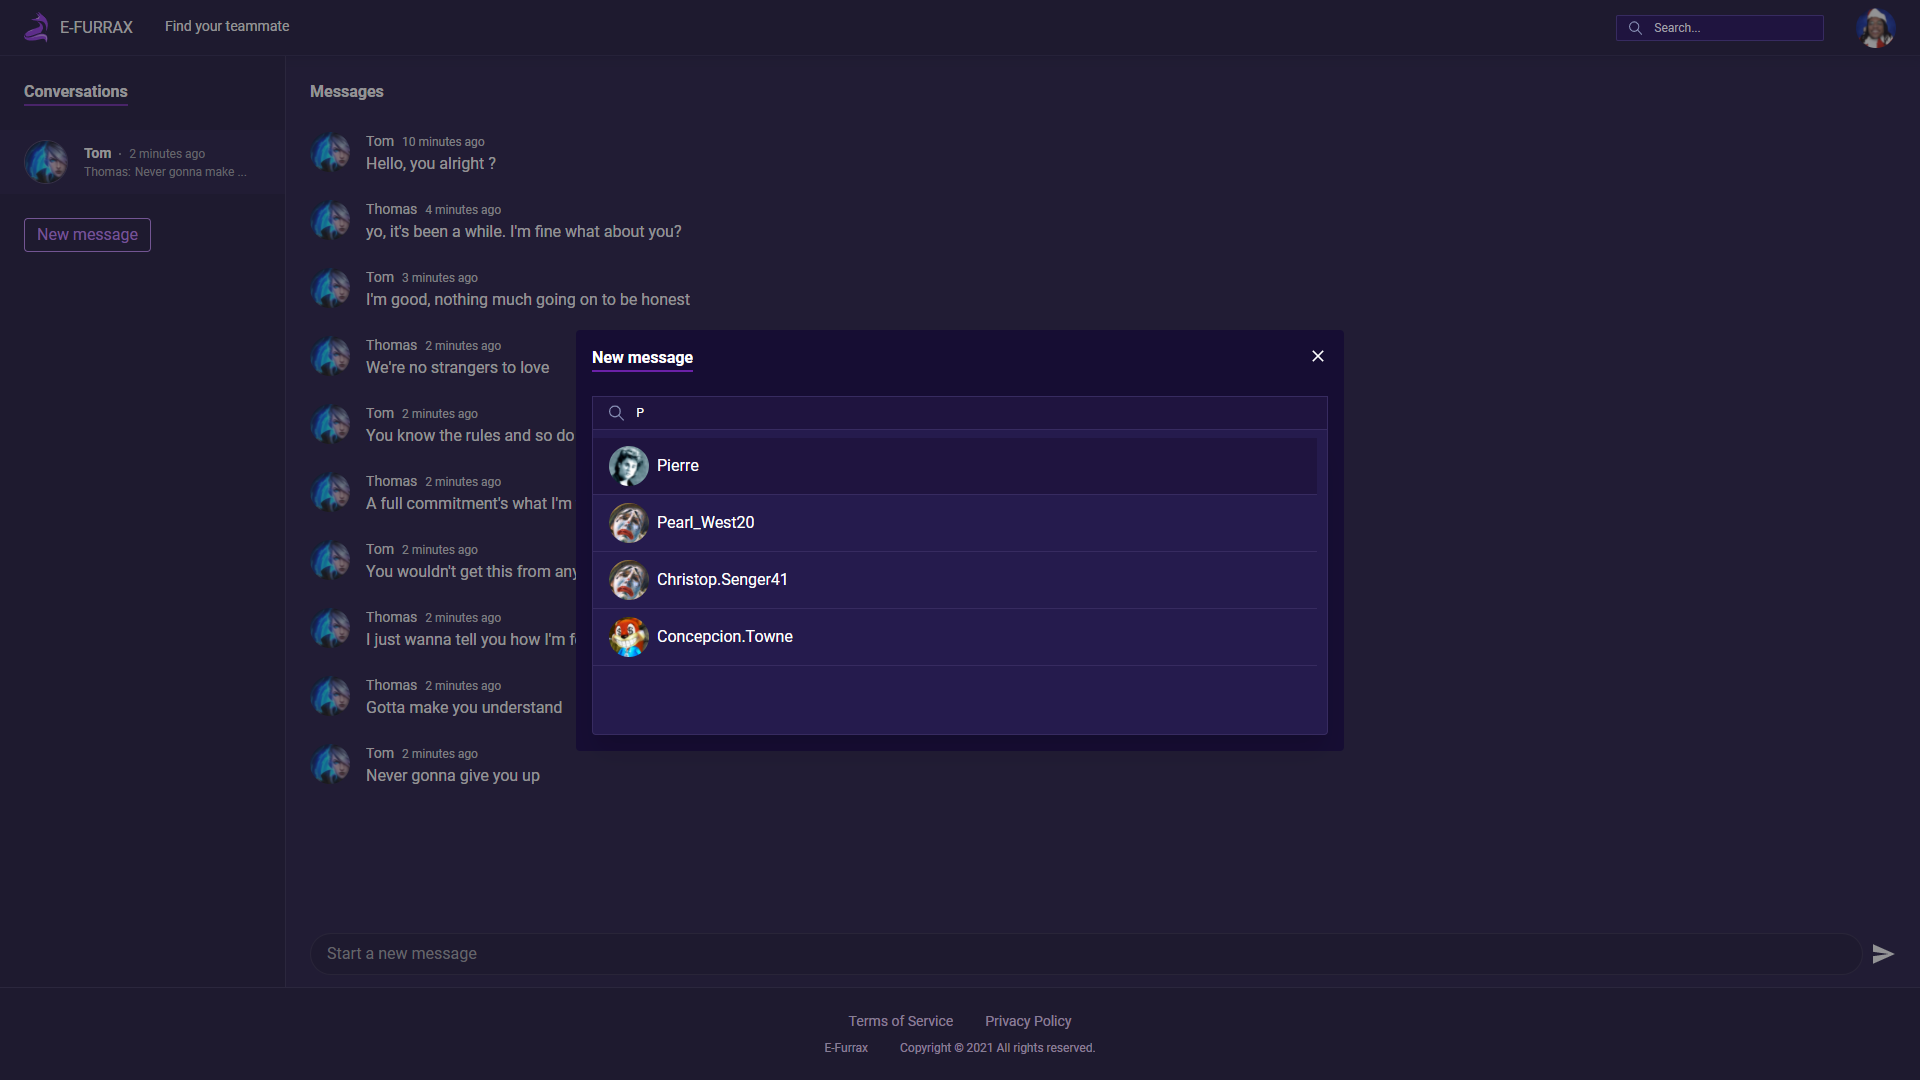 E-FURRAX
Find your teammate
Search...
Conversations
Tom · 2 minutes ago
Thomas: Never gonna make ...
New message
Messages
Tom 10 minutes ago
Hello, you alright ?
Thomas 4 minutes ago
yo, it's been a while. I'm fine what about you?
Tom 3 minutes ago
I'm good, nothing much going on to be honest
Thomas 2 minutes ago
We're no strangers to love
Tom 2 minutes ago
You know the rules and so do
Thomas 2 minutes ago
A full commitment's what I'm
Tom 2 minutes ago
You wouldn't get this from any
Thomas 2 minutes ago
I just wanna tell you how I'm f
Thomas 2 minutes ago
Gotta make you understand
Tom 2 minutes ago
Never gonna give you up
New message
P
Pierre
Pearl_West20
Christop.Senger41
Concepcion.Towne
Start a new message
Terms of Service
Privacy Policy
E-Furrax
Copyright © 2021 All rights reserved.